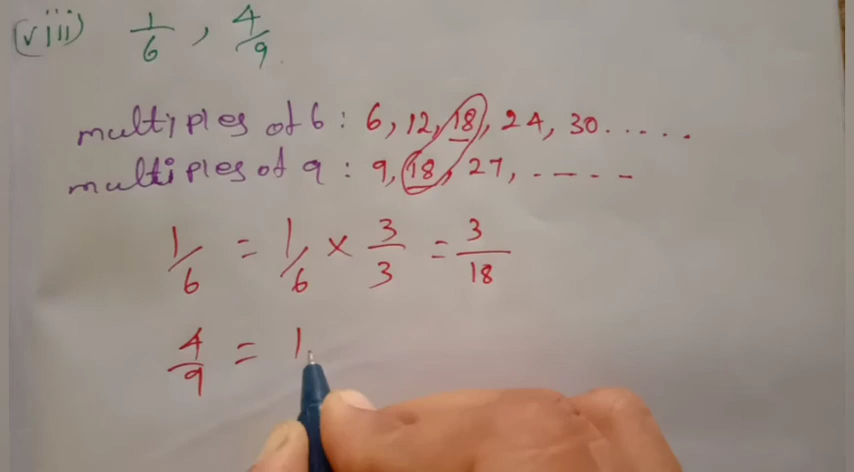 (viii) 1/6 , 4/9.
multiples of 6 : 6, 12, 18, 24, 30.....
multiples of 9 : 9, 18, 27, -----
1/6 = 1/6 × 3/3 = 3/18
4/9 = 1